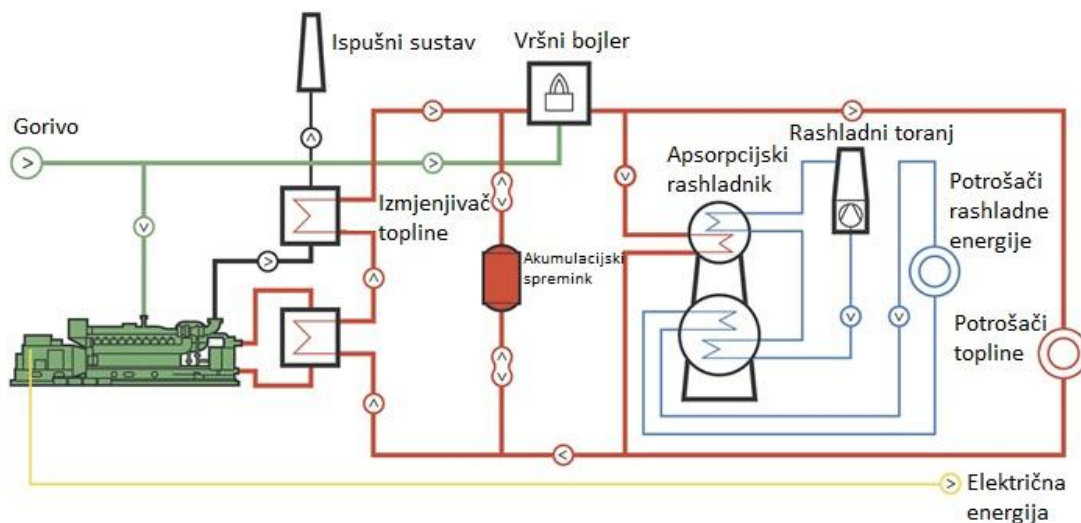 Ispušni sustav
Vršni bojler
Gorivo
Rashladni toranj
Apsorpcijski
rashladnik
Potrošači
rashladne
energije
Izmjenjivač
topline
Akumulacijski
spremink
Potrošači
topline
Električna
energija